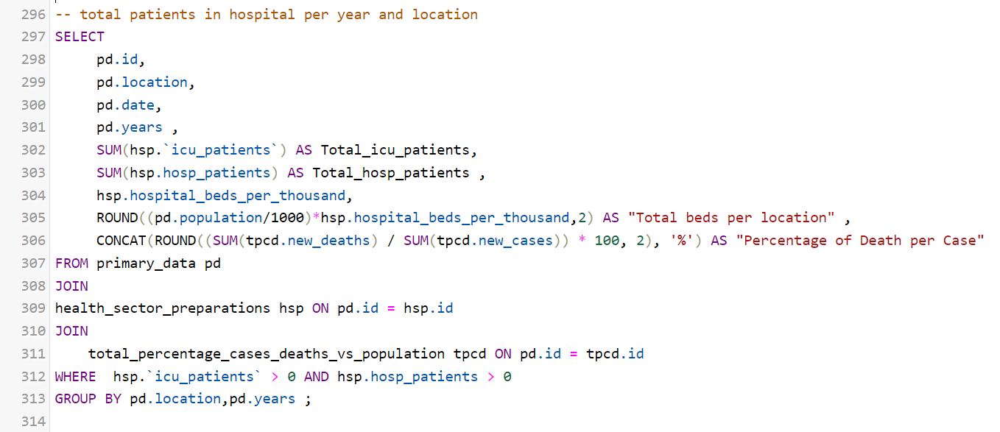 296 -- total patients in hospital per year and location
297 SELECT
298 pd.id,
299 pd.location,
300 pd.date,
301 pd.years ,
302 SUM(hsp.`icu_patients`) AS Total_icu_patients,
303 SUM(hsp.hosp_patients) AS Total_hosp_patients ,
304 hsp.hospital_beds_per_thousand,
305 ROUND((pd.population/1000)*hsp.hospital_beds_per_thousand,2) AS "Total beds per location" ,
306 CONCAT(ROUND((SUM(tpcd.new_deaths) / SUM(tpcd.new_cases)) * 100, 2), '%') AS "Percentage of Death per Case"
307 FROM primary_data pd
308 JOIN
309 health_sector_preparations hsp ON pd.id = hsp.id
310 JOIN
311 total_percentage_cases_deaths_vs_population tpcd ON pd.id = tpcd.id
312 WHERE  hsp.`icu_patients` > 0 AND hsp.hosp_patients > 0
313 GROUP BY pd.location,pd.years ;
314